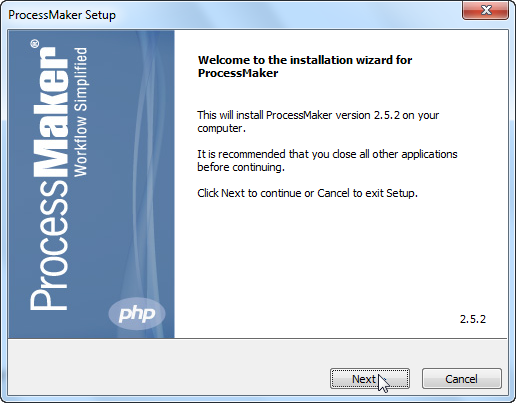 ProcessMaker Setup
ProcessMaker®
Workflow Simplified
php
Welcome to the installation wizard for
ProcessMaker
This will install ProcessMaker version 2.5.2 on your
computer.
It is recommended that you close all other applications
before continuing.
Click Next to continue or Cancel to exit Setup.
2.5.2
Next
Cancel